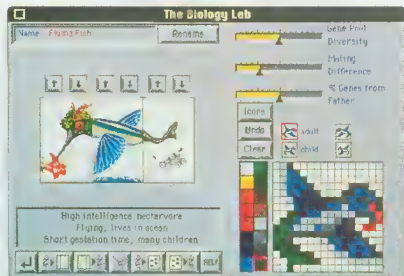 The Biology Lab
Name Flying Fish
Rename
Gene Pool
Diversity
Mating
Difference
% Genes from
Father
Icons
Undo
adult
Clear
child
High intelligence nectarvore
Flying, lives in ocean
Short gestation time, many children
HELP